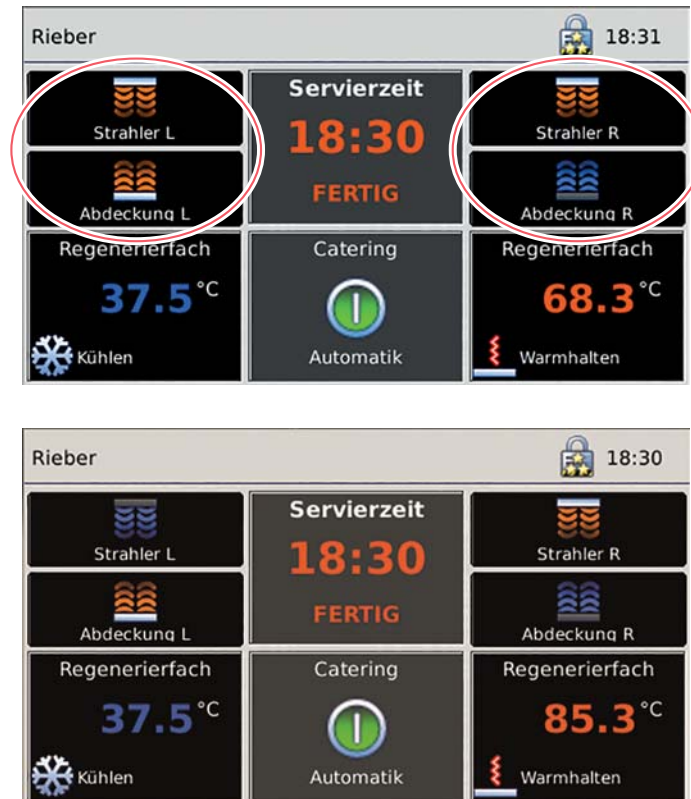 Rieber 18:31
Strahler L
Servierzeit
18:30
FERTIG
Strahler R
Abdeckung L
Abdeckung R
Regenerierfach
37.5 °C
Kühlen
Catering
Automatik
Regenerierfach
68.3 °C
Warmhalten
Rieber 18:30
Strahler L
Servierzeit
18:30
FERTIG
Strahler R
Abdeckung L
Abdeckung R
Regenerierfach
37.5 °C
Kühlen
Catering
Automatik
Regenerierfach
85.3 °C
Warmhalten